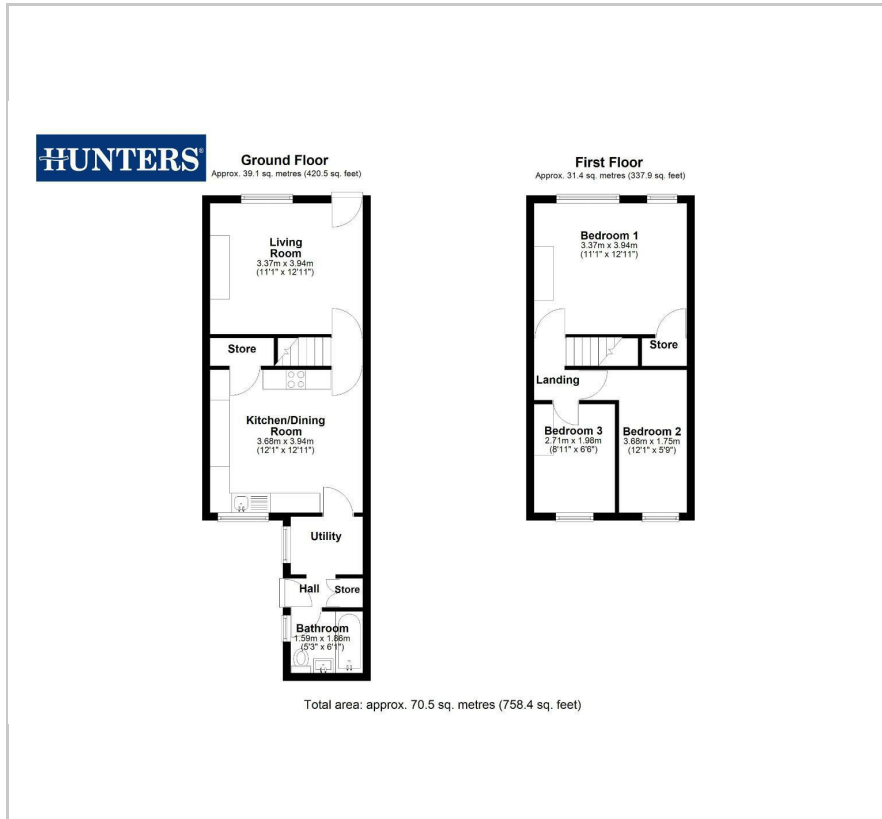 HUNTERS®
Ground Floor
Approx. 39.1 sq. metres (420.5 sq. feet)
Living
Room
3.37m x 3.94m
(11'1" x 12'11")
Store
Kitchen/Dining
Room
3.68m x 3.94m
(12'1" x 12'11")
Utility
Hall
Store
Bathroom
1.59m x 1.86m
(5'3" x 6'1")
First Floor
Approx. 31.4 sq. metres (337.9 sq. feet)
Bedroom 1
3.37m x 3.94m
(11'1" x 12'11")
Store
Landing
Bedroom 3
2.71m x 1.98m
(8'11" x 6'6")
Bedroom 2
3.68m x 1.75m
(12'1" x 5'9")
Total area: approx. 70.5 sq. metres (758.4 sq. feet)